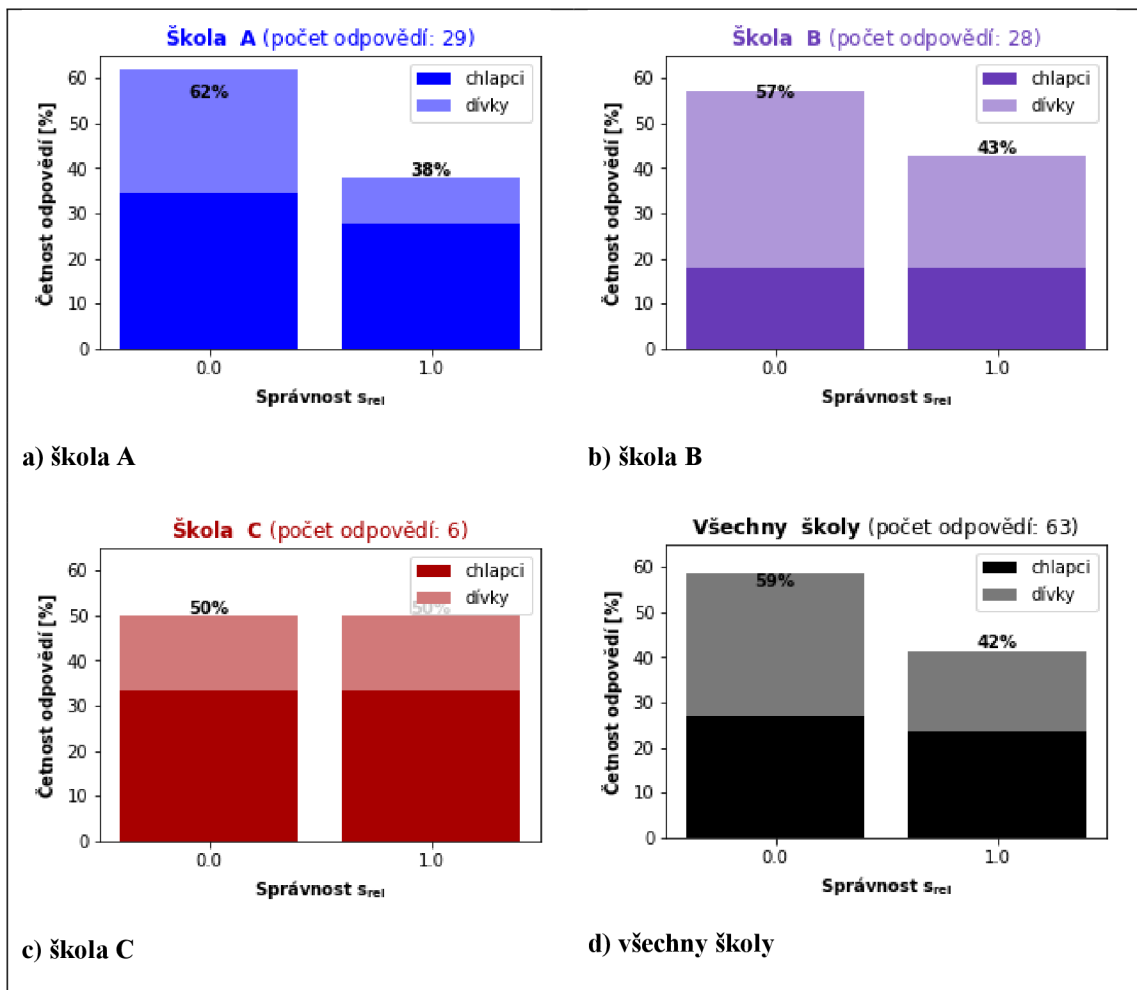 Škola A (počet odpovědí: 29)
Četnost odpovědí [%]
60
50
40
30
20
10
0
62%
38%
chlapci
dívky
0.0
1.0
Správnost s_rel
a) škola A
Škola B (počet odpovědí: 28)
Četnost odpovědí [%]
60
50
40
30
20
10
0
57%
43%
chlapci
dívky
0.0
1.0
Správnost s_rel
b) škola B
Škola C (počet odpovědí: 6)
Četnost odpovědí [%]
60
50
40
30
20
10
0
50%
50%
chlapci
dívky
0.0
1.0
Správnost s_rel
c) škola C
Všechny školy (počet odpovědí: 63)
Četnost odpovědí [%]
60
50
40
30
20
10
0
59%
42%
chlapci
dívky
0.0
1.0
Správnost s_rel
d) všechny školy